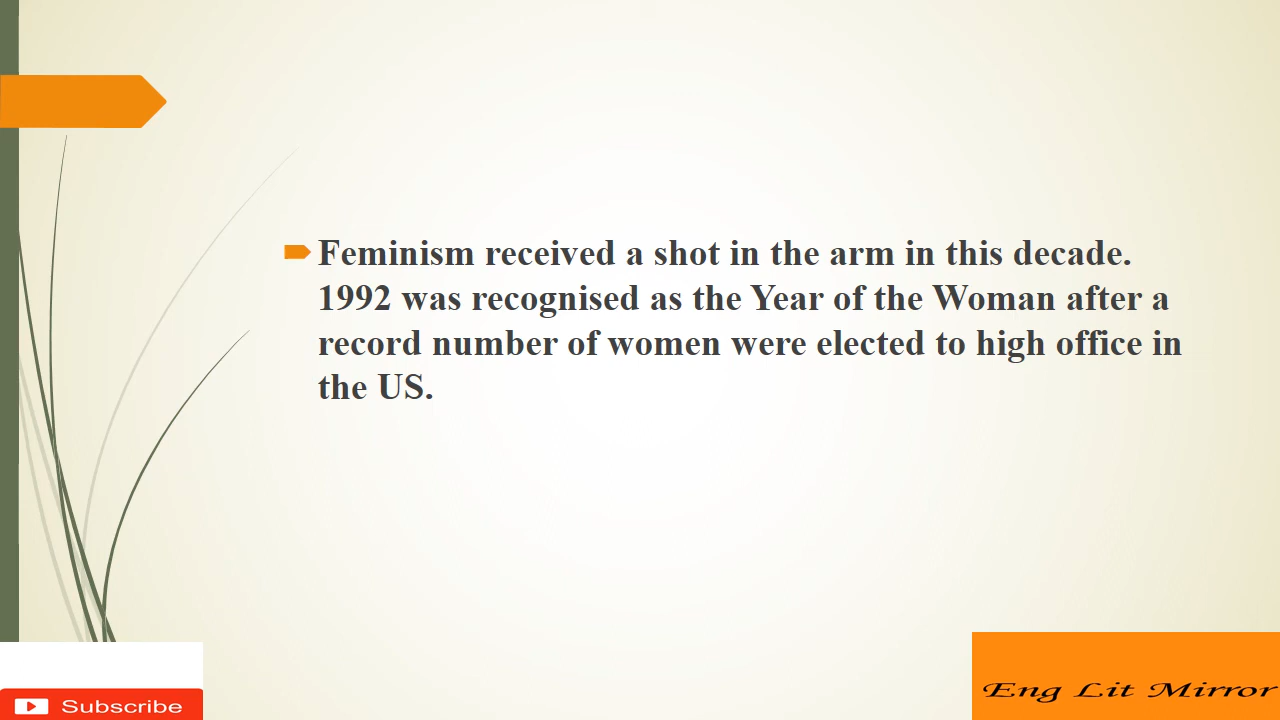 Feminism received a shot in the arm in this decade.
1992 was recognised as the Year of the Woman after a
record number of women were elected to high office in
the US.
Subscribe
Eng Lit Mirror